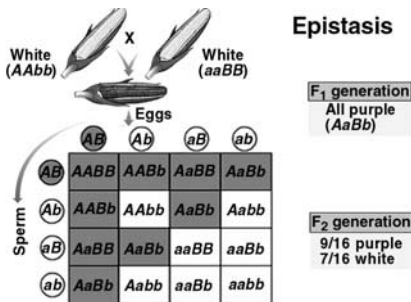 Epistasis
White
(AAbb)
X
White
(aaBB)
Eggs
AB Ab aB ab
Sperm
AB AABB AABb AaBB AaBb
Ab AABb AAbb AaBb Aabb
aB AaBB AaBb aaBB aaBb
ab AaBb Aabb aaBb aabb
F1 generation
All purple
(AaBb)
F2 generation
9/16 purple
7/16 white